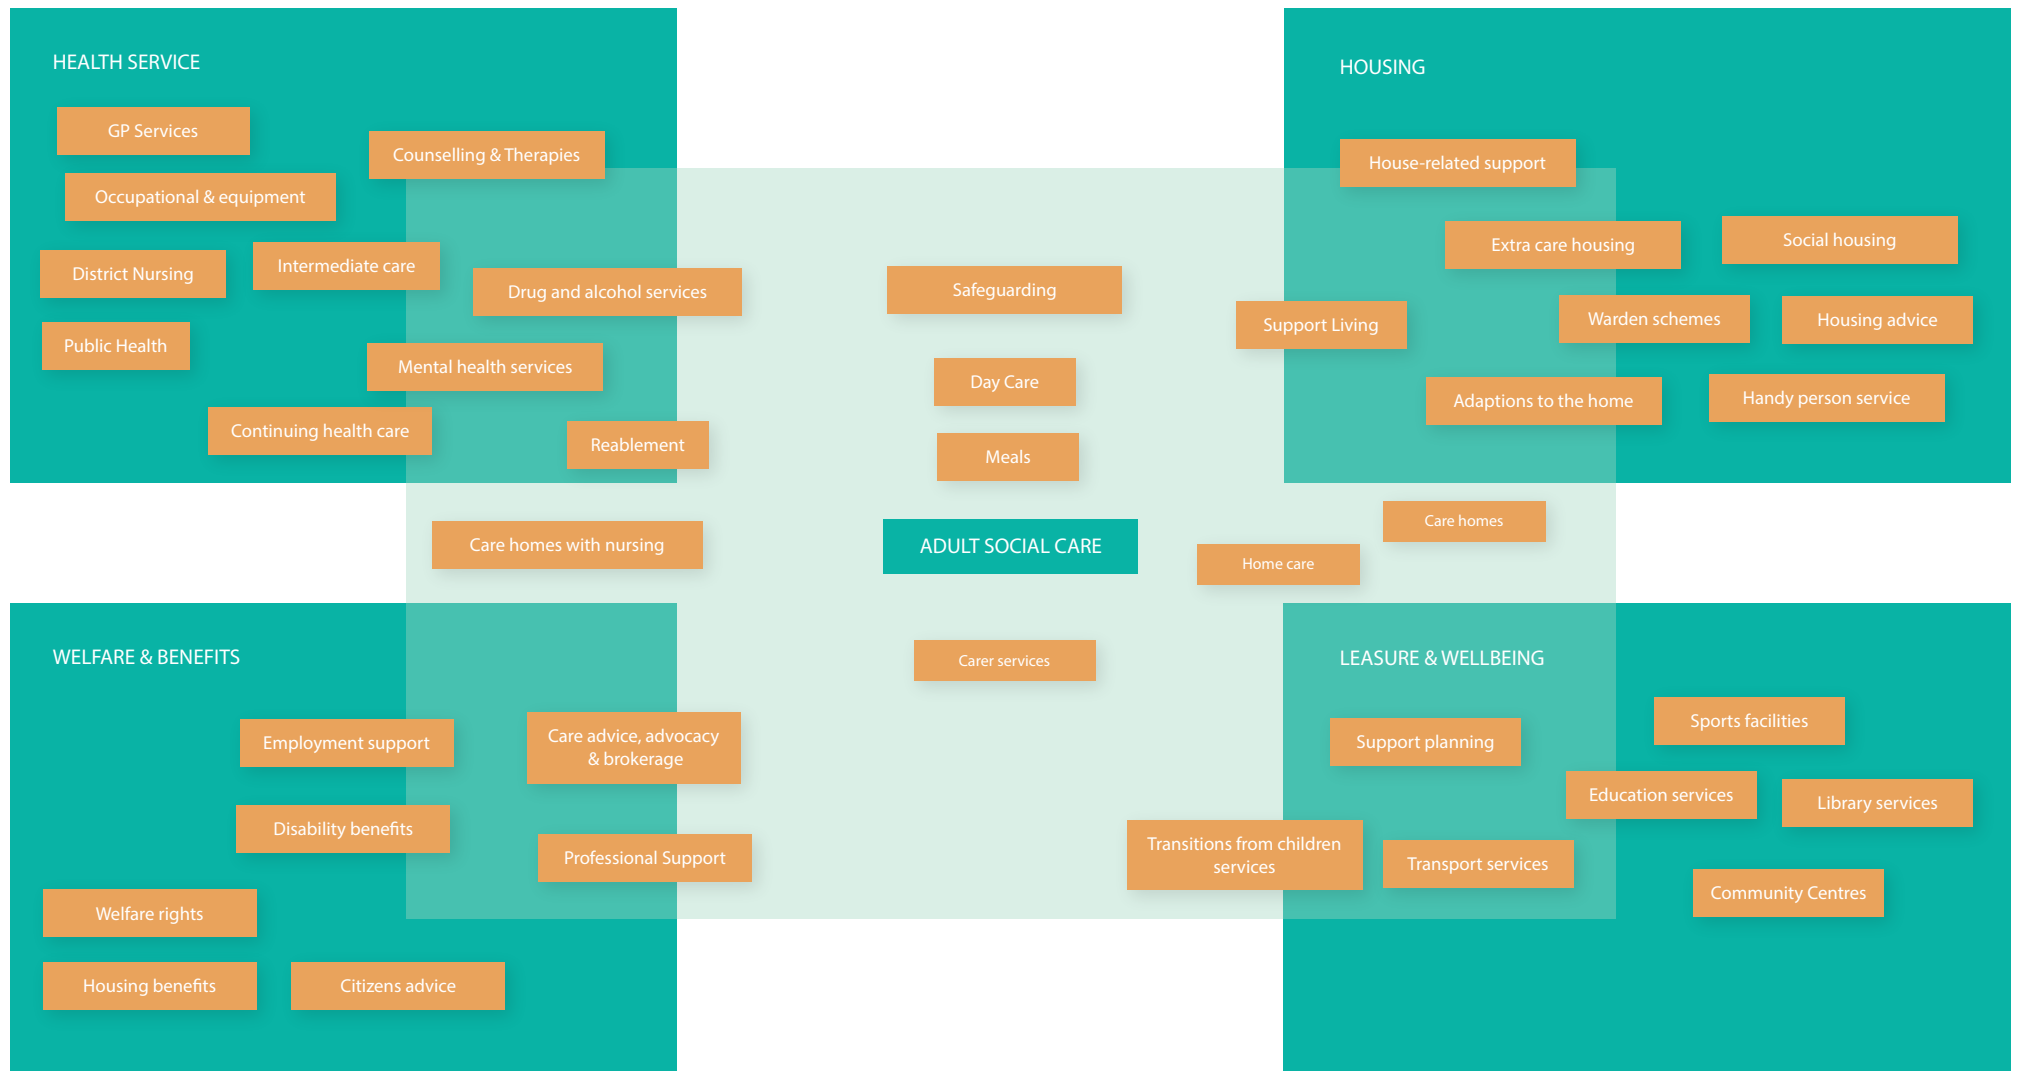 HEALTH SERVICE
GP Services
Counselling & Therapies
Occupational & equipment
District Nursing
Intermediate care
Drug and alcohol services
Public Health
Mental health services
Continuing health care
Reablement
HOUSING
House-related support
Extra care housing
Social housing
Support Living
Warden schemes
Housing advice
Adaptions to the home
Handy person service
Safeguarding
Day Care
Meals
ADULT SOCIAL CARE
Care homes with nursing
Care homes
Home care
Carer services
WELFARE & BENEFITS
Employment support
Care advice, advocacy
& brokerage
Disability benefits
Professional Support
Welfare rights
Housing benefits
Citizens advice
LEASURE & WELLBEING
Sports facilities
Support planning
Education services
Library services
Transitions from children
services
Transport services
Community Centres